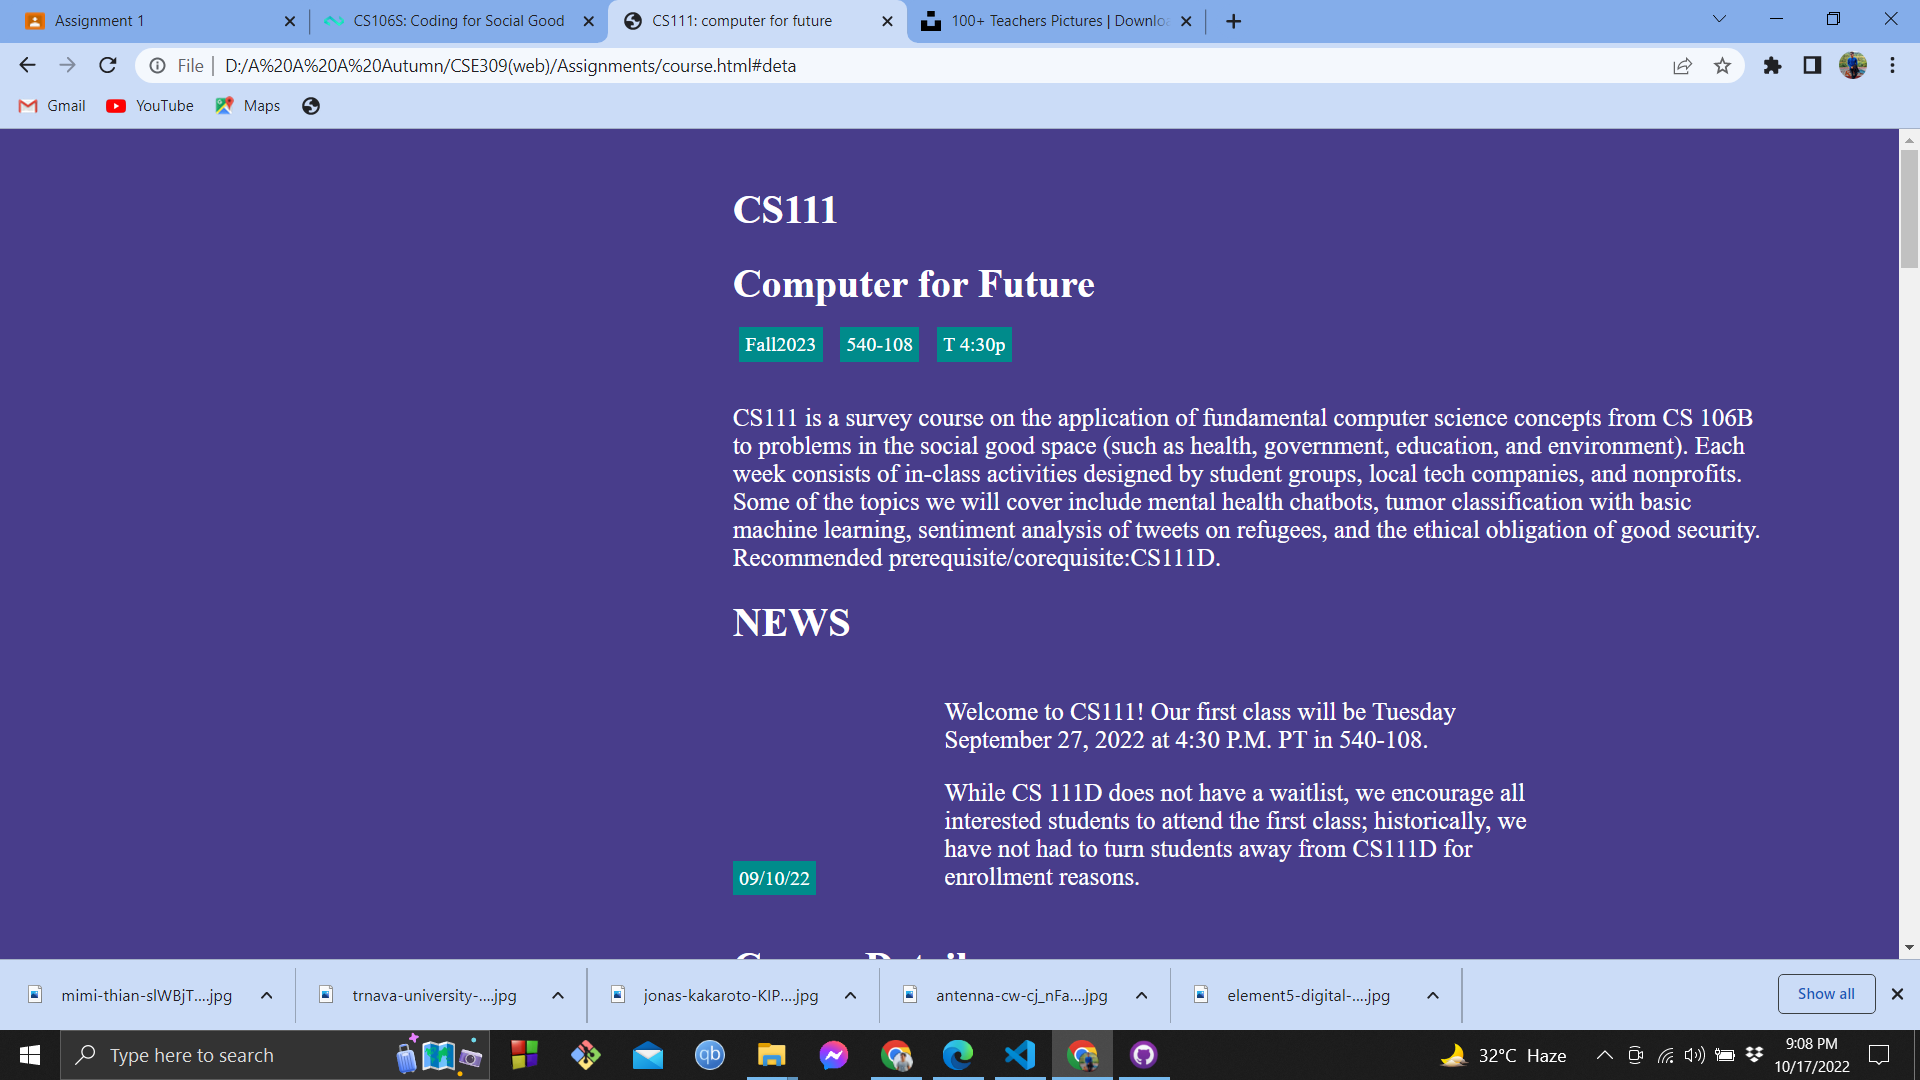 Assignment 1
CS106S: Coding for Social Good
CS111: computer for future
100+ Teachers Pictures | Downloa
File
D:/A%20A%20A%20Autumn/CSE309(web)/Assignments/course.html#deta
Gmail
YouTube
Maps
CS111
Computer for Future
Fall2023 540-108 T 4:30p
CS111 is a survey course on the application of fundamental computer science concepts from CS 106B
to problems in the social good space (such as health, government, education, and environment). Each
week consists of in-class activities designed by student groups, local tech companies, and nonprofits.
Some of the topics we will cover include mental health chatbots, tumor classification with basic
machine learning, sentiment analysis of tweets on refugees, and the ethical obligation of good security.
Recommended prerequisite/corequisite:CS111D.
NEWS
Welcome to CS111! Our first class will be Tuesday
September 27, 2022 at 4:30 P.M. PT in 540-108.
While CS 111D does not have a waitlist, we encourage all
interested students to attend the first class; historically, we
have not had to turn students away from CS111D for
enrollment reasons.
09/10/22
mimi-thian-slWBjT....jpg
trnava-university-....jpg
jonas-kakaroto-KIP....jpg
antenna-cw-cj_nFa....jpg
element5-digital-....jpg
Show all
Type here to search
qb
32°C Haze
9:08 PM
10/17/2022